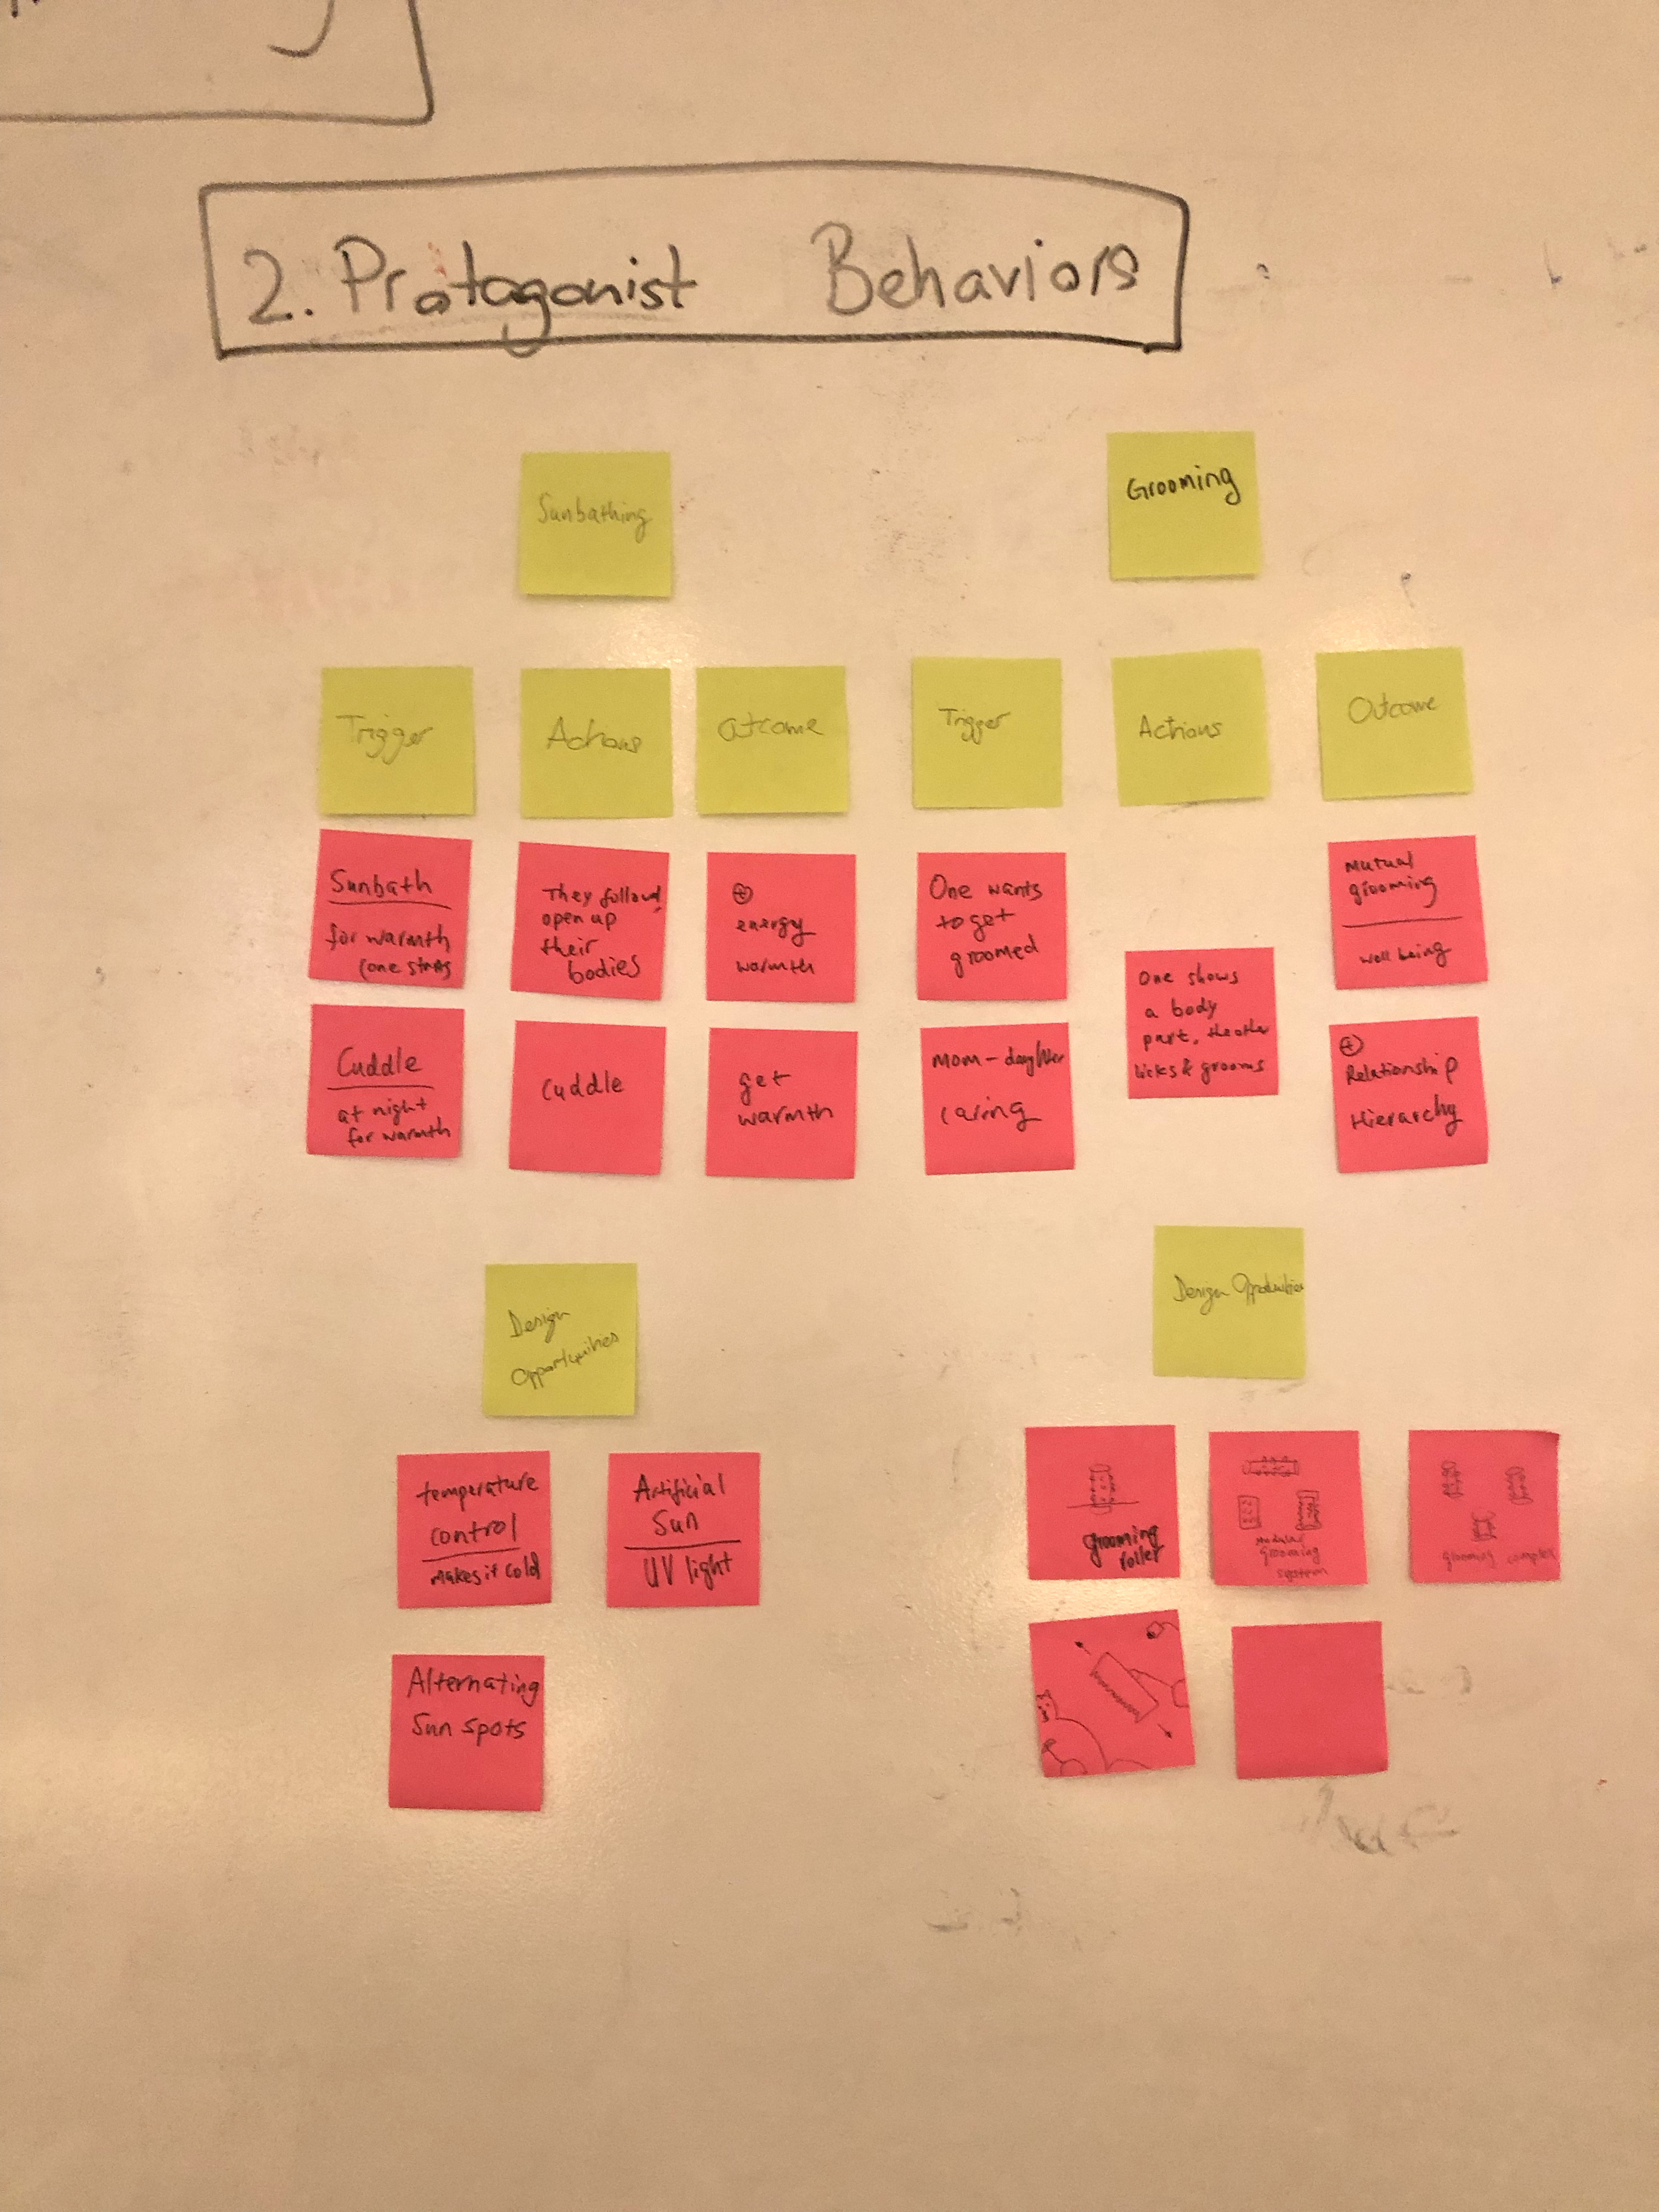 2. Protagonist Behaviors
Sunbathing
Grooming
Trigger
Actions
Outcome
Trigger
Actions
Outcome
Sunbath
for warmth
(one starts
They follow,
open up
their
bodies
⊕
energy
warmth
One wants
to get
groomed
One shows
a body
part, the other
licks & grooms
Mutual
grooming
well being
Cuddle
at night
for warmth
Cuddle
get
warmth
Mom-daughter
caring
⊕
Relationship
Hierarchy
Design
Opportunities
Design Opportunities
temperature
control
makes it cold
Artificial
Sun
UV light
Alternating
Sun spots
grooming
roller
Modular
grooming
system
grooming complex